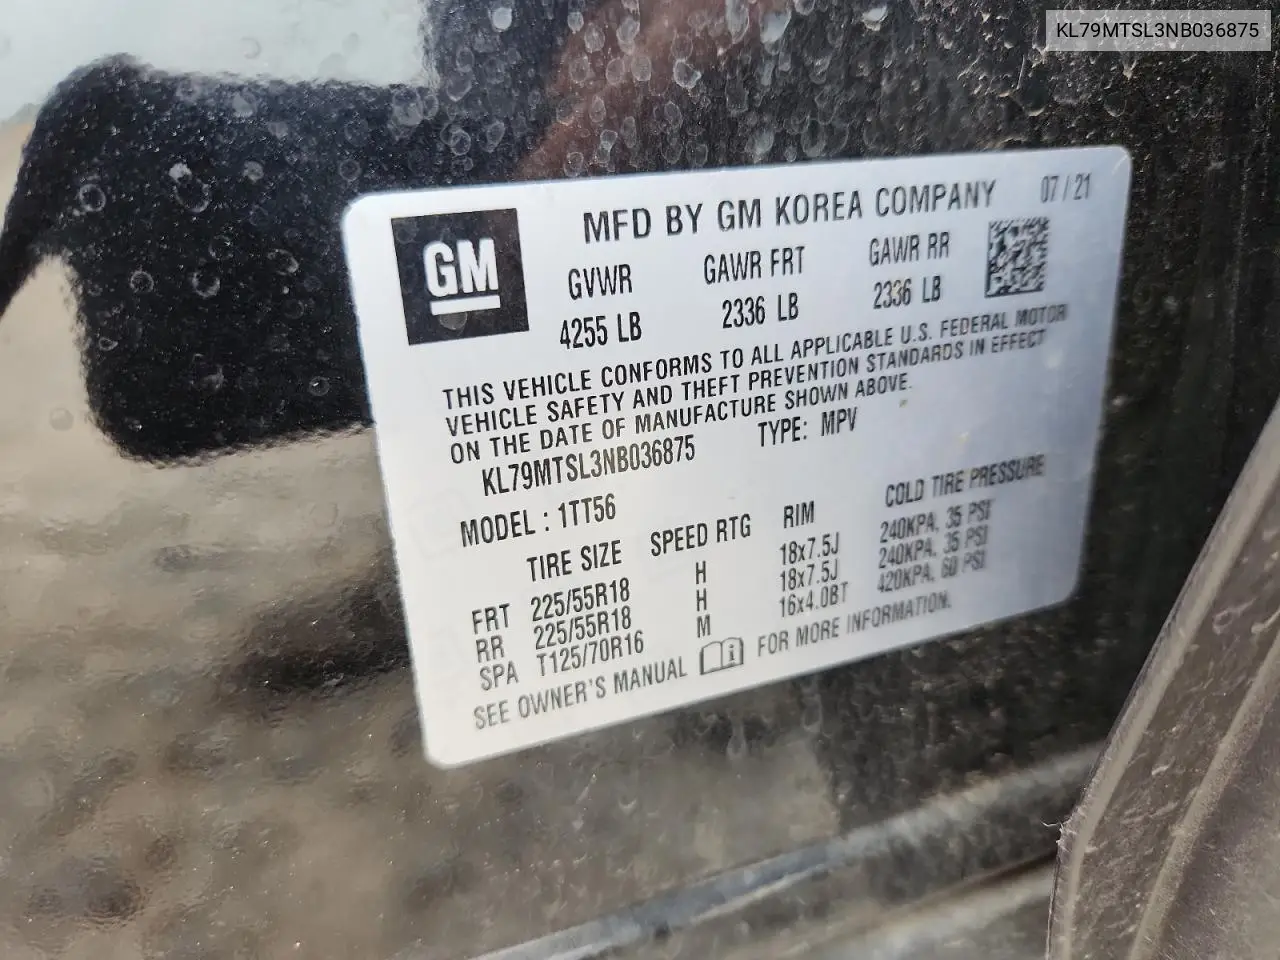 KL79MTSL3NB036875
GM
MFD BY GM KOREA COMPANY 07 / 21
GVWR GAWR FRT GAWR RR
4255 LB 2336 LB 2336 LB
THIS VEHICLE CONFORMS TO ALL APPLICABLE U.S. FEDERAL MOTOR
VEHICLE SAFETY AND THEFT PREVENTION STANDARDS IN EFFECT
ON THE DATE OF MANUFACTURE SHOWN ABOVE.
KL79MTSL3NB036875 TYPE: MPV
MODEL : 1TT56
TIRE SIZE SPEED RTG RIM COLD TIRE PRESSURE
FRT 225/55R18 H 18x7.5J 240KPA, 35 PSI
RR 225/55R18 H 18x7.5J 240KPA, 35 PSI
SPA T125/70R16 M 16x4.0BT 420KPA, 60 PSI
SEE OWNER'S MANUAL i FOR MORE INFORMATION.